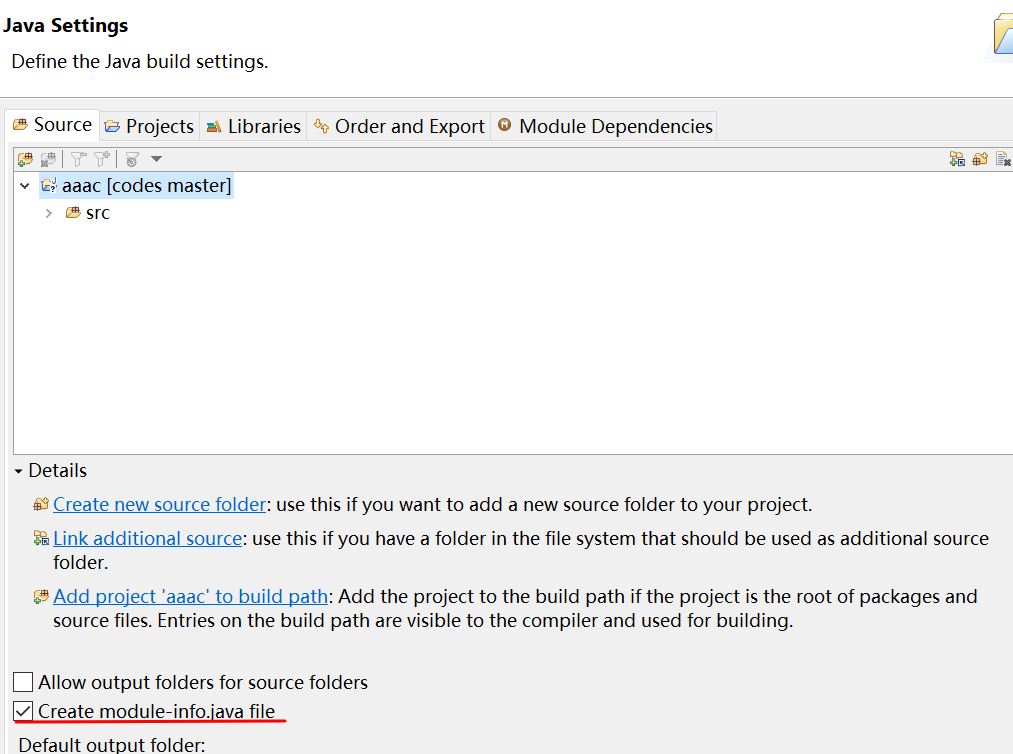 Java Settings
Define the Java build settings.
Source Projects Libraries Order and Export Module Dependencies
aaac [codes master]
src
Details
Create new source folder: use this if you want to add a new source folder to your project.
Link additional source: use this if you have a folder in the file system that should be used as additional source
folder.
Add project 'aaac' to build path: Add the project to the build path if the project is the root of packages and
source files. Entries on the build path are visible to the compiler and used for building.
Allow output folders for source folders
Create module-info.java file
Default output folder: